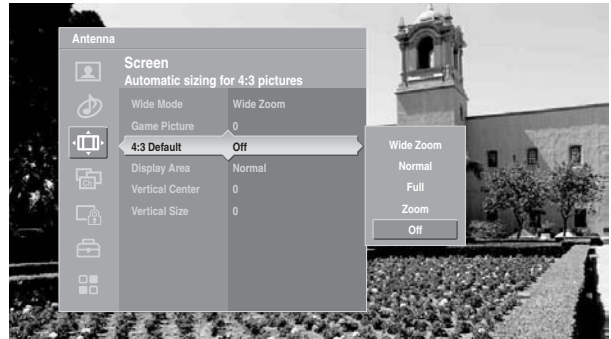 Antenna
Screen
Automatic sizing for 4:3 pictures
Wide Mode Wide Zoom
Game Picture 0
4:3 Default Off
Display Area Normal
Vertical Center 0
Vertical Size 0
Wide Zoom
Normal
Full
Zoom
Off
Ch